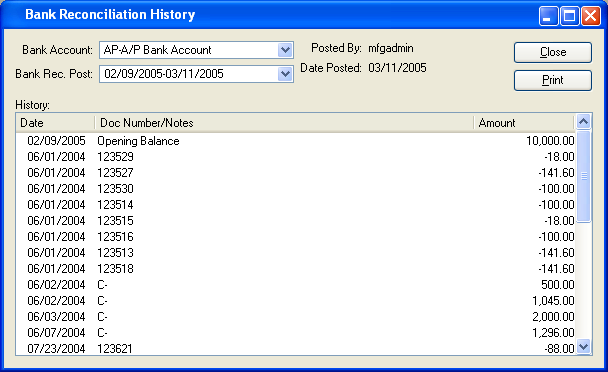 Bank Reconciliation History
Bank Account: AP-A/P Bank Account Posted By: mfgadmin Close
Bank Rec. Post: 02/09/2005-03/11/2005 Date Posted: 03/11/2005 Print
History:
Date Doc Number/Notes Amount
02/09/2005 Opening Balance 10,000.00
06/01/2004 123529 -18.00
06/01/2004 123527 -141.60
06/01/2004 123530 -100.00
06/01/2004 123514 -100.00
06/01/2004 123515 -18.00
06/01/2004 123516 -100.00
06/01/2004 123513 -141.60
06/01/2004 123518 -141.60
06/02/2004 C- 500.00
06/02/2004 C- 1,045.00
06/03/2004 C- 2,000.00
06/07/2004 C- 1,296.00
07/23/2004 123621 -88.00